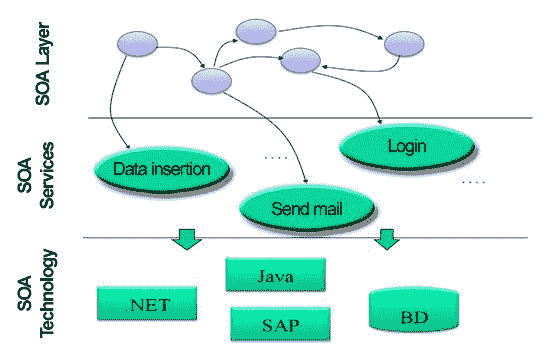 SOA Layer
SOA
Services
Data insertion
....
Login
....
Send mail
SOA
Technology
.NET
Java
SAP
BD